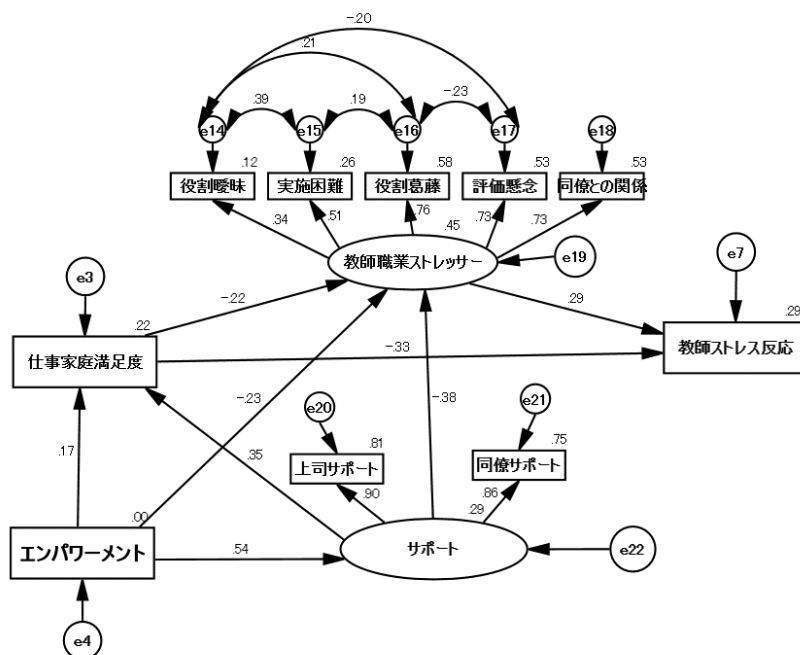 -.20
.21
.39
.19
-.23
e14
e15
e16
e17
e18
.12
.26
.58
.53
.53
役割曖昧
実施困難
役割葛藤
評価懸念
同僚との関係
.34
.51
.76
.73
.73
.45
教師職業ストレッサー
e19
e3
e7
-.22
.29
.22
.29
仕事家庭満足度
-.33
教師ストレス反応
-.23
-.38
e20
e21
.17
.35
.81
.75
上司サポート
同僚サポート
.90
.86
.00
.29
エンパワーメント
.54
サポート
e22
e4